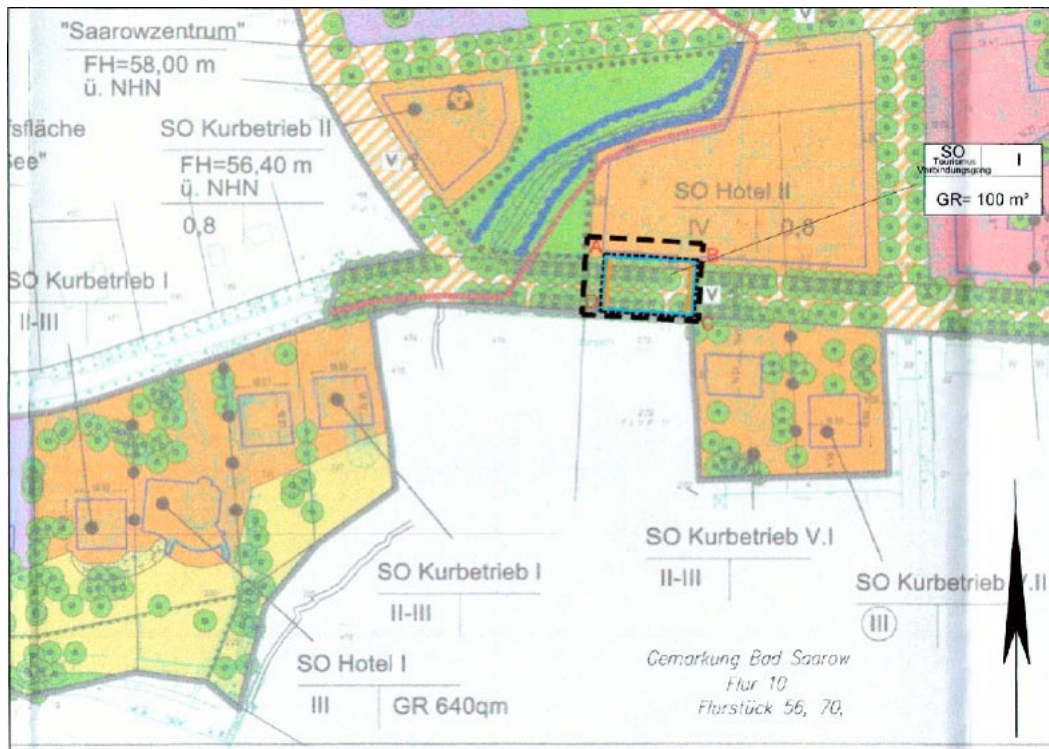 "Saarowzentrum"
FH=58,00 m
ü. NHN
V
fsfläche
ee"
SO Kurbetrieb II
FH=56,40 m
ü. NHN
0,8
V
SO
Tourismus
Verbindungsgang
I
GR= 100 m²
SO Hotel II
IV
0,8
A
B
V
D
C
SO Kurbetrieb I
II-III
SO Kurbetrieb V.I
II-III
SO Kurbetrieb V.II
III
SO Kurbetrieb I
II-III
SO Hotel I
III
GR 640qm
Gemarkung Bad Saarow
Flur 10
Flurstück 56, 70,